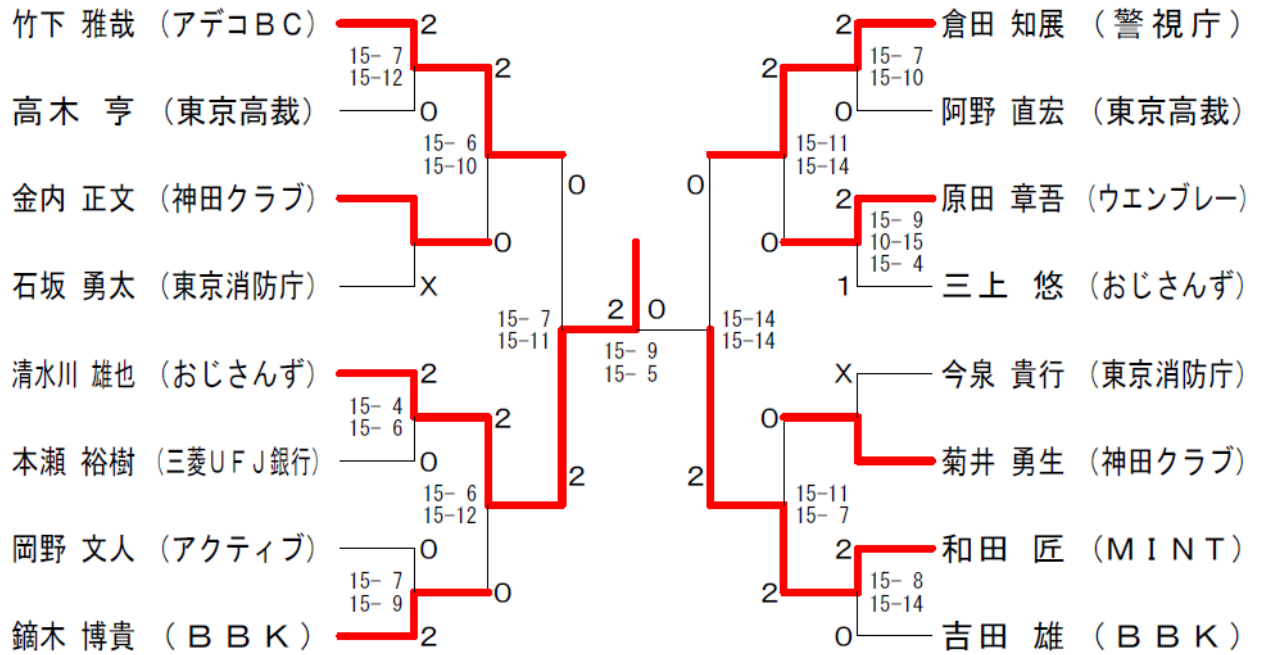 竹下 雅哉 (アデコＢＣ)
2
15- 7
15-12
2
高木 亨 (東京高裁)
0
15- 6
15-10
0
金内 正文 (神田クラブ)
0
石坂 勇太 (東京消防庁)
X
15- 7
15-11
清水川 雄也 (おじさんず)
2
15- 4
15- 6
2
本瀬 裕樹 (三菱ＵＦＪ銀行)
0
15- 6
15-12
2
岡野 文人 (アクティブ)
0
15- 7
15- 9
0
鏑木 博貴 (ＢＢＫ)
2
2 0
15- 9
15- 5
2
倉田 知展 (警視庁)
2
15- 7
15-10
0
阿野 直宏 (東京高裁)
15-11
15-14
0
2
原田 章吾 (ウエンブレー)
0
15- 9
10-15
15- 4
1
三上 悠 (おじさんず)
15-14
15-14
X
今泉 貴行 (東京消防庁)
0
菊井 勇生 (神田クラブ)
2
15-11
15- 7
2
和田 匠 (ＭＩＮＴ)
2
15- 8
15-14
0
吉田 雄 (ＢＢＫ)